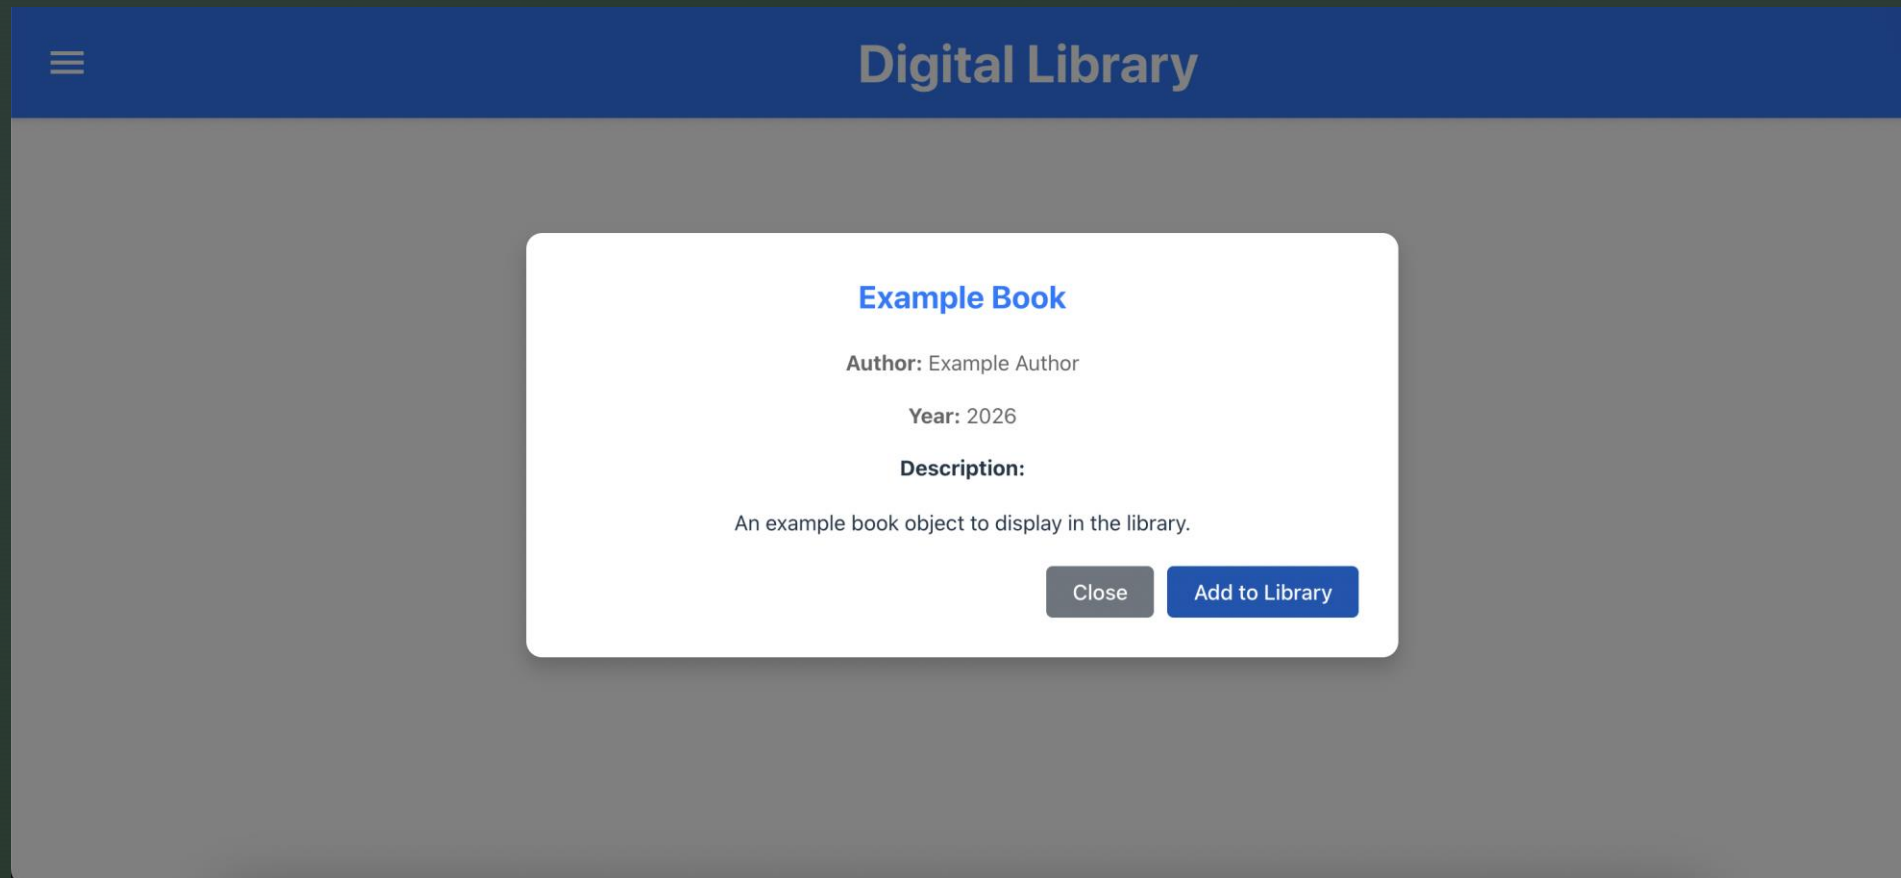 Digital Library
Example Book
Author: Example Author
Year: 2026
Description:
An example book object to display in the library.
Close
Add to Library